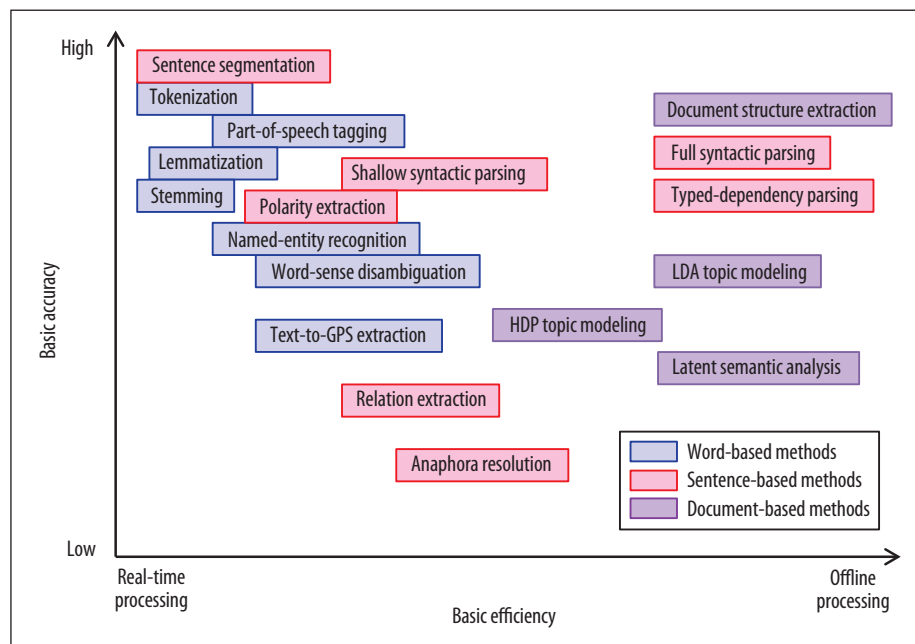 High
Sentence segmentation
Tokenization
Document structure extraction
Part-of-speech tagging
Full syntactic parsing
Lemmatization
Shallow syntactic parsing
Stemming
Typed-dependency parsing
Polarity extraction
Named-entity recognition
Word-sense disambiguation
LDA topic modeling
Basic accuracy
HDP topic modeling
Text-to-GPS extraction
Latent semantic analysis
Relation extraction
Word-based methods
Anaphora resolution
Sentence-based methods
Document-based methods
Low
Real-time
processing
Offline
processing
Basic efficiency